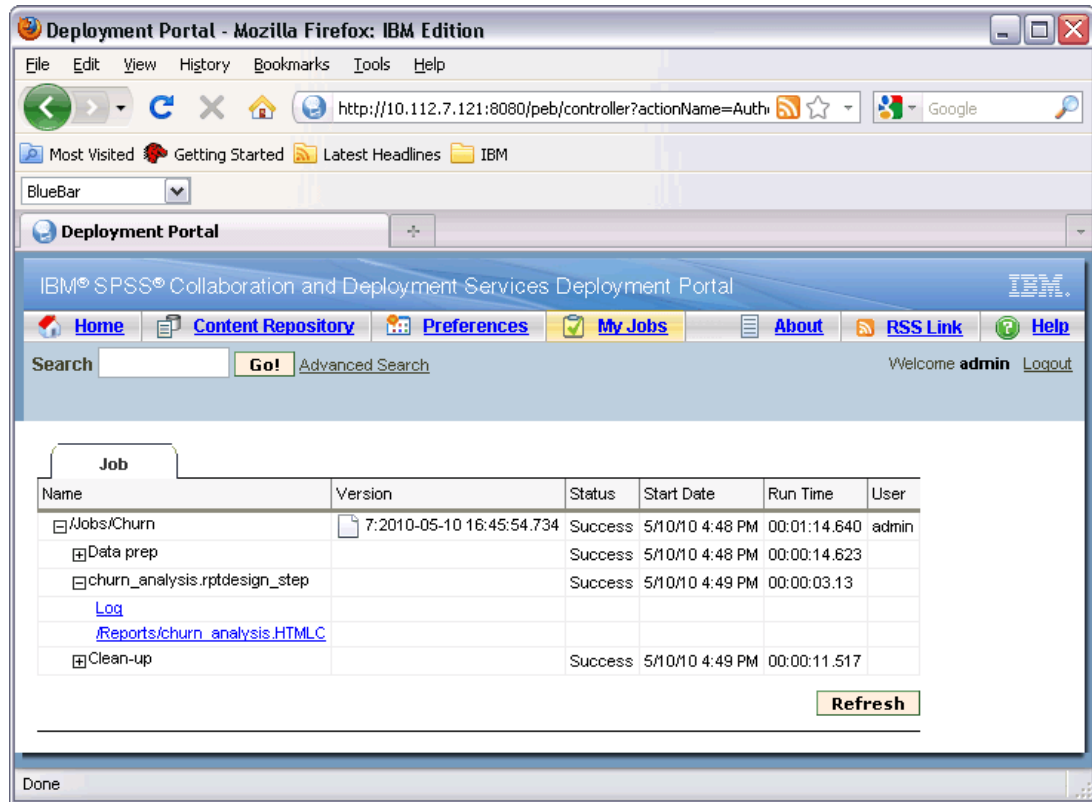 Deployment Portal - Mozilla Firefox: IBM Edition
File Edit View History Bookmarks Tools Help
http://10.112.7.121:8080/peb/controller?actionName=Auth Google
Most Visited Getting Started Latest Headlines IBM
BlueBar
Deployment Portal
IBM® SPSS® Collaboration and Deployment Services Deployment Portal IBM.
Home Content Repository Preferences My Jobs About RSS Link Help
Search Go! Advanced Search Welcome admin Logout
Job
Name Version Status Start Date Run Time User
/Jobs/Churn 7:2010-05-10 16:45:54.734 Success 5/10/10 4:48 PM 00:01:14.640 admin
Data prep Success 5/10/10 4:48 PM 00:00:14.623
churn_analysis.rptdesign_step Success 5/10/10 4:49 PM 00:00:03.13
Log
/Reports/churn_analysis.HTMLC
Clean-up Success 5/10/10 4:49 PM 00:00:11.517
Refresh
Done